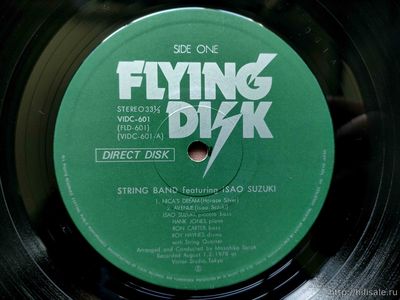 SIDE ONE
FLYING
DISK
STEREO 33⅓
VIDC-601
(FLD-601)
(VIDC-601-A)
DIRECT DISK
STRING BAND featuring ISAO SUZUKI
1. NICA'S DREAM (Horace Silver)
2. AVENUE (Isao Suzuki)
ISAO SUZUKI, piccolo bass
HANK JONES, piano
RON CARTER, bass
ROY HAYNES, drums
with String Quartet
Arranged and Conducted by Masahiko Satoh
Recorded August 1.2. 1978 at
Victor Studio, Tokyo
http://hifisale.ru